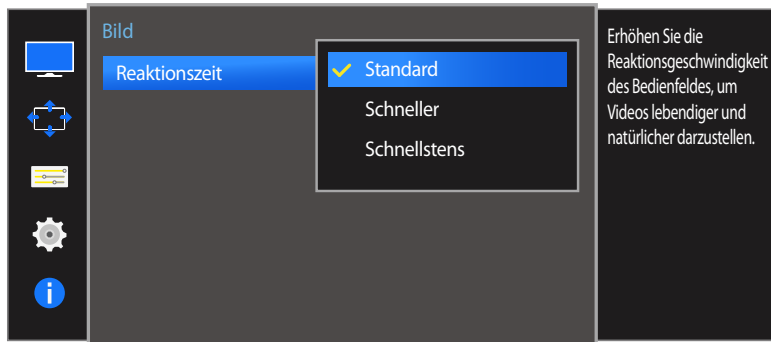 Bild
Reaktionszeit
Standard
Schneller
Schnellstens
Erhöhen Sie die
Reaktionsgeschwindigkeit
des Bedienfeldes, um
Videos lebendiger und
natürlicher darzustellen.